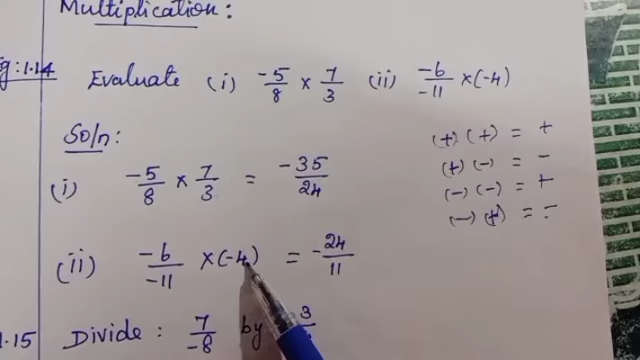 Multiplication:
g:1.14 Evaluate (i) -5/8 × 7/3 (ii) -6/-11 × (-4)
Soln:
(i) -5/8 × 7/3 = -35/24
(ii) -6/-11 × (-4) = -24/11
(+) (+) = +
(+) (-) = -
(-) (-) = +
(-) (+) = -
1.15 Divide: 7/-8 by 3/